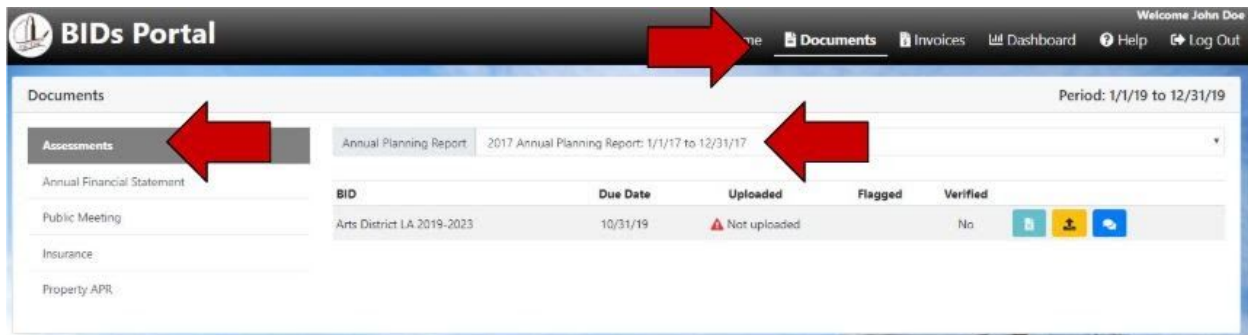 Welcome John Doe
BIDs Portal
me Documents Invoices Dashboard Help Log Out
Documents
Period: 1/1/19 to 12/31/19
Assessments
Annual Planning Report 2017 Annual Planning Report: 1/1/17 to 12/31/17
Annual Financial Statement
Public Meeting
Insurance
Property APR
BID Due Date Uploaded Flagged Verified
Arts District LA 2019-2023 10/31/19 Not uploaded No